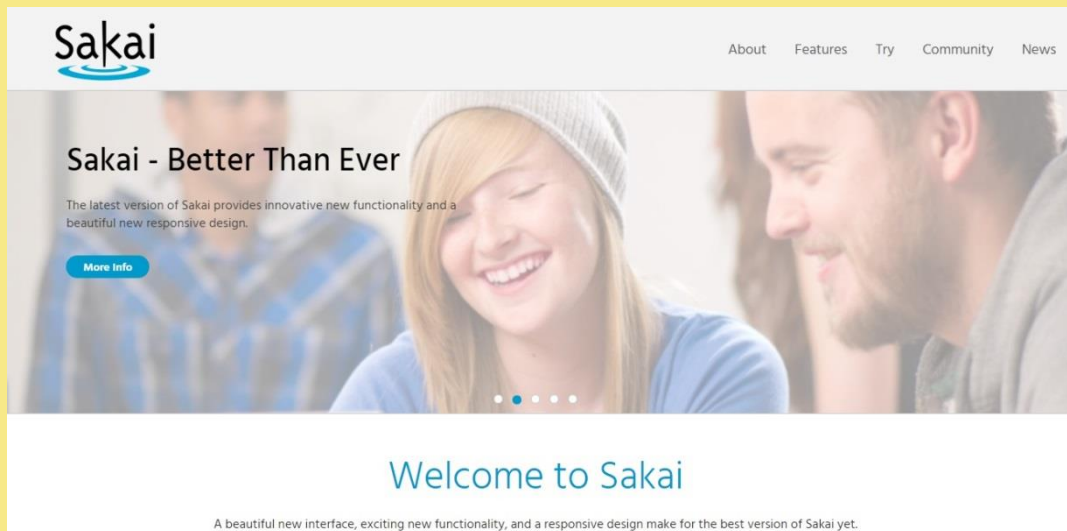 Sakai
About Features Try Community News
Sakai - Better Than Ever
The latest version of Sakai provides innovative new functionality and a
beautiful new responsive design.
More Info
Welcome to Sakai
A beautiful new interface, exciting new functionality, and a responsive design make for the best version of Sakai yet.